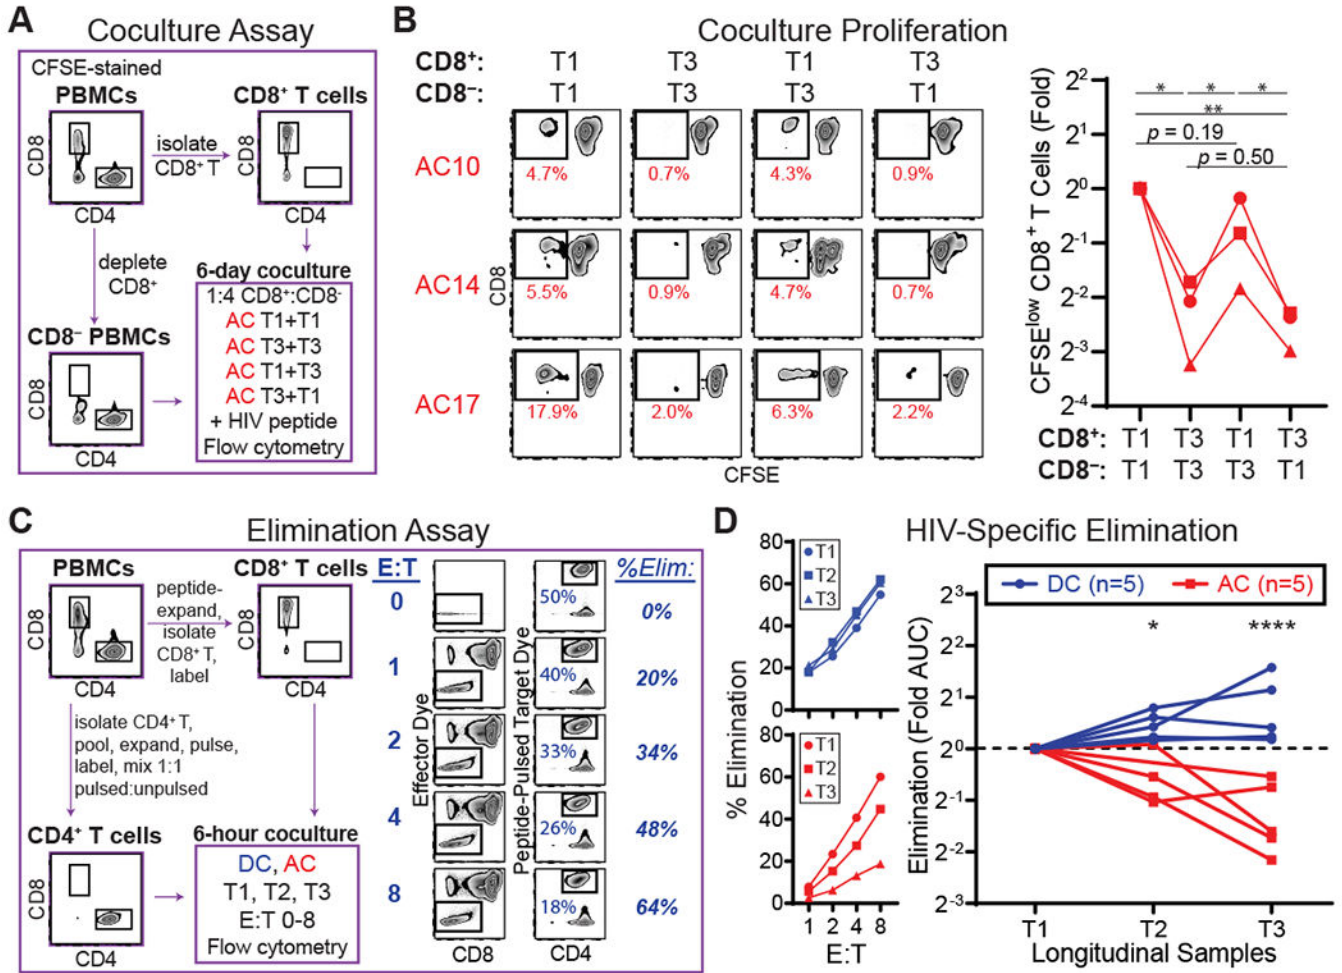 A
Coculture Assay
CFSE-stained
PBMCs
CD8⁺ T cells
CD8
isolate
CD8⁺ T
CD8
CD4
CD4
deplete
CD8⁺
6-day coculture
1:4 CD8⁺:CD8⁻
AC T1+T1
AC T3+T3
AC T1+T3
AC T3+T1
+ HIV peptide
Flow cytometry
CD8⁻ PBMCs
CD8
CD4
B
Coculture Proliferation
CD8⁺: T1 T3 T1 T3
CD8⁻: T1 T3 T3 T1
AC10
4.7% 0.7% 4.3% 0.9%
AC14
CD8
5.5% 0.9% 4.7% 0.7%
AC17
17.9% 2.0% 6.3% 2.2%
CFSE
CFSEˡᵒʷ CD8⁺ T Cells (Fold)
2²
2¹
2⁰
2⁻¹
2⁻²
2⁻³
2⁻⁴
* * *
**
p = 0.19
p = 0.50
CD8⁺: T1 T3 T1 T3
CD8⁻: T1 T3 T3 T1
C
Elimination Assay
PBMCs
CD8⁺ T cells
CD8
peptide-
expand,
isolate
CD8⁺ T,
label
CD8
CD4
CD4
isolate CD4⁺ T,
pool, expand, pulse,
label, mix 1:1
pulsed:unpulsed
CD4⁺ T cells
CD8
CD4
6-hour coculture
DC, AC
T1, T2, T3
E:T 0-8
Flow cytometry
E:T
%Elim:
0 50% 0%
1 40% 20%
2 33% 34%
4 26% 48%
8 18% 64%
Effector Dye
Peptide-Pulsed Target Dye
CD8
CD4
D
HIV-Specific Elimination
% Elimination
80
60
40
20
0
T1
T2
T3
80
60
40
20
0
T1
T2
T3
1 2 4 8
E:T
DC (n=5) AC (n=5)
Elimination (Fold AUC)
2³
2²
2¹
2⁰
2⁻¹
2⁻²
2⁻³
* ****
T1 T2 T3
Longitudinal Samples